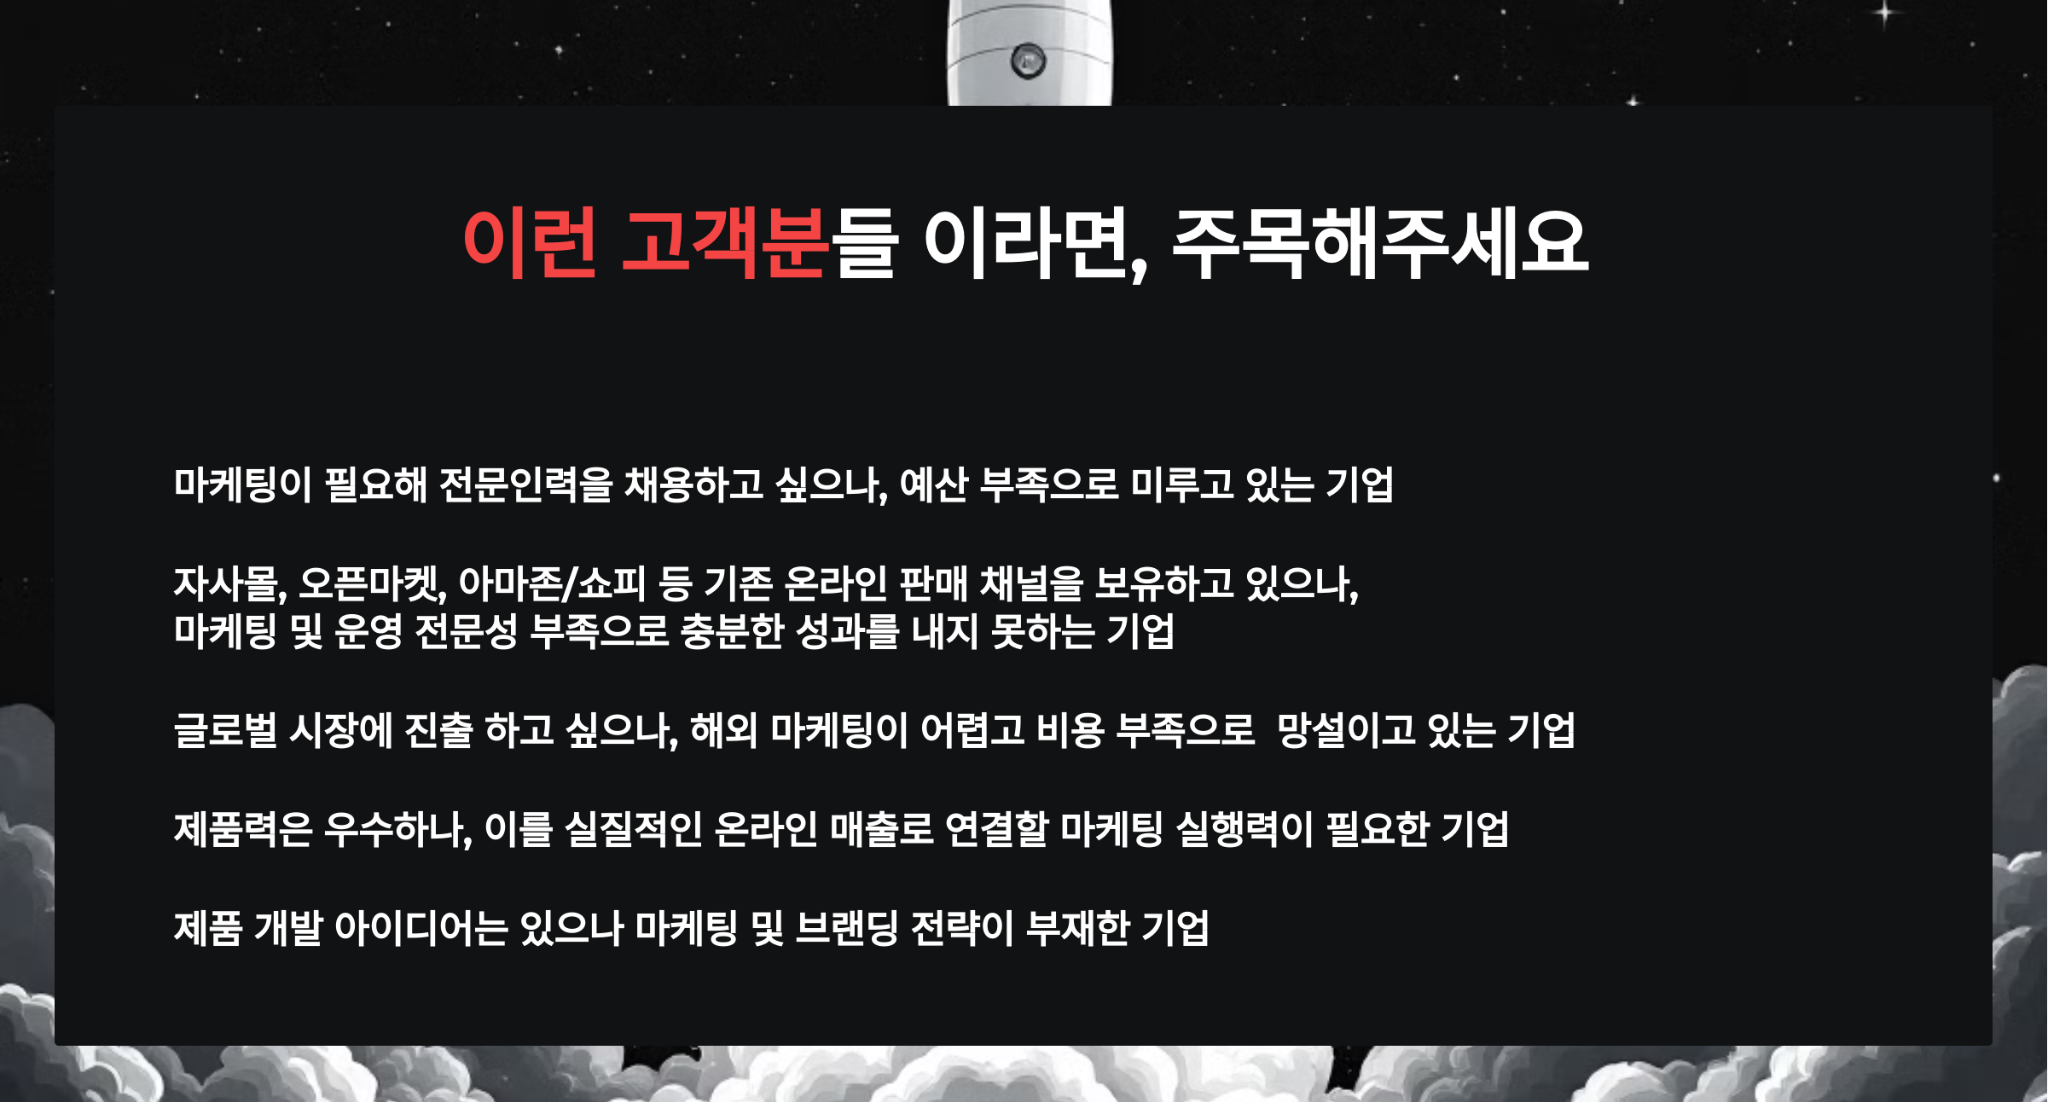 이런 고객분들 이라면, 주목해주세요
마케팅이 필요해 전문인력을 채용하고 싶으나, 예산 부족으로 미루고 있는 기업
자사몰, 오픈마켓, 아마존/쇼피 등 기존 온라인 판매 채널을 보유하고 있으나,
마케팅 및 운영 전문성 부족으로 충분한 성과를 내지 못하는 기업
글로벌 시장에 진출 하고 싶으나, 해외 마케팅이 어렵고 비용 부족으로  망설이고 있는 기업
제품력은 우수하나, 이를 실질적인 온라인 매출로 연결할 마케팅 실행력이 필요한 기업
제품 개발 아이디어는 있으나 마케팅 및 브랜딩 전략이 부재한 기업